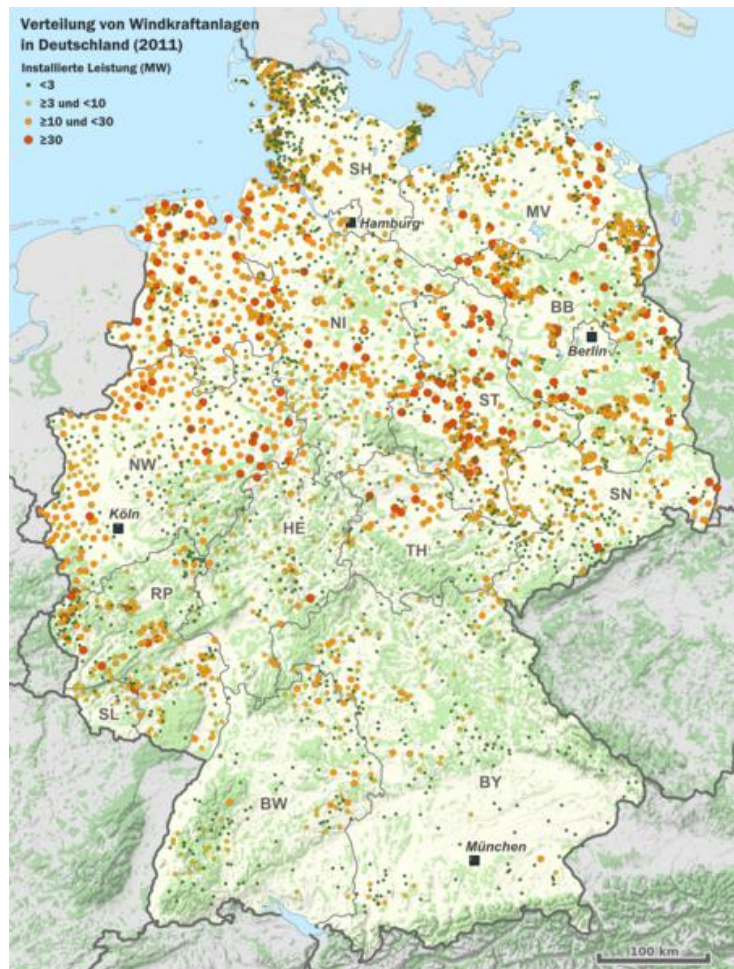 Verteilung von Windkraftanlagen
in Deutschland (2011)
Installierte Leistung (MW)
<3
≥3 und <10
≥10 und <30
≥30
SH
Hamburg
MV
NI
BB
Berlin
ST
NW
Köln
HE
TH
SN
RP
SL
BW
BY
München
100 km